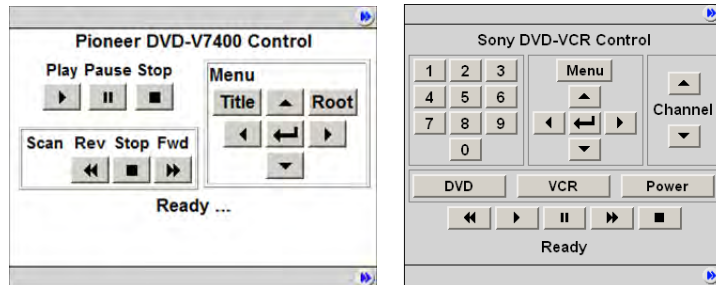 Pioneer DVD-V7400 Control
Play Pause Stop
Menu
Title Root
Scan Rev Stop Fwd
Ready ...
Sony DVD-VCR Control
1 2 3
4 5 6
7 8 9
0
Menu
Channel
DVD VCR Power
Ready